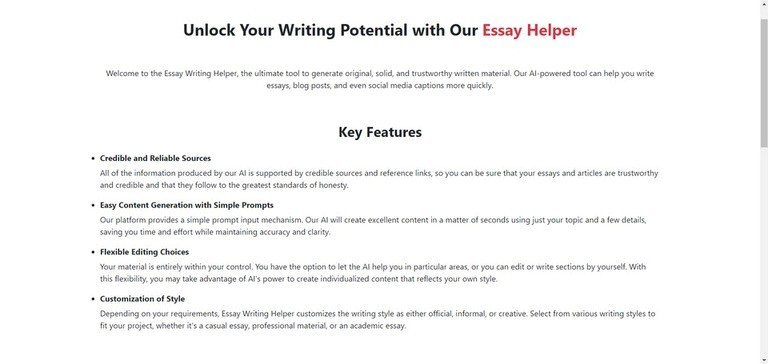 Unlock Your Writing Potential with Our Essay Helper
Welcome to the Essay Writing Helper, the ultimate tool to generate original, solid, and trustworthy written material. Our AI-powered tool can help you write
essays, blog posts, and even social media captions more quickly.
Key Features
• Credible and Reliable Sources
All of the information produced by our AI is supported by credible sources and reference links, so you can be sure that your essays and articles are trustworthy
and credible and that they follow to the greatest standards of honesty.
• Easy Content Generation with Simple Prompts
Our platform provides a simple prompt input mechanism. Our AI will create excellent content in a matter of seconds using just your topic and a few details,
saving you time and effort while maintaining accuracy and clarity.
• Flexible Editing Choices
Your material is entirely within your control. You have the option to let the AI help you in particular areas, or you can edit or write sections by yourself. With
this flexibility, you may take advantage of AI's power to create individualized content that reflects your own style.
• Customization of Style
Depending on your requirements, Essay Writing Helper customizes the writing style as either official, informal, or creative. Select from various writing styles to
fit your project, whether it's a casual essay, professional material, or an academic essay.